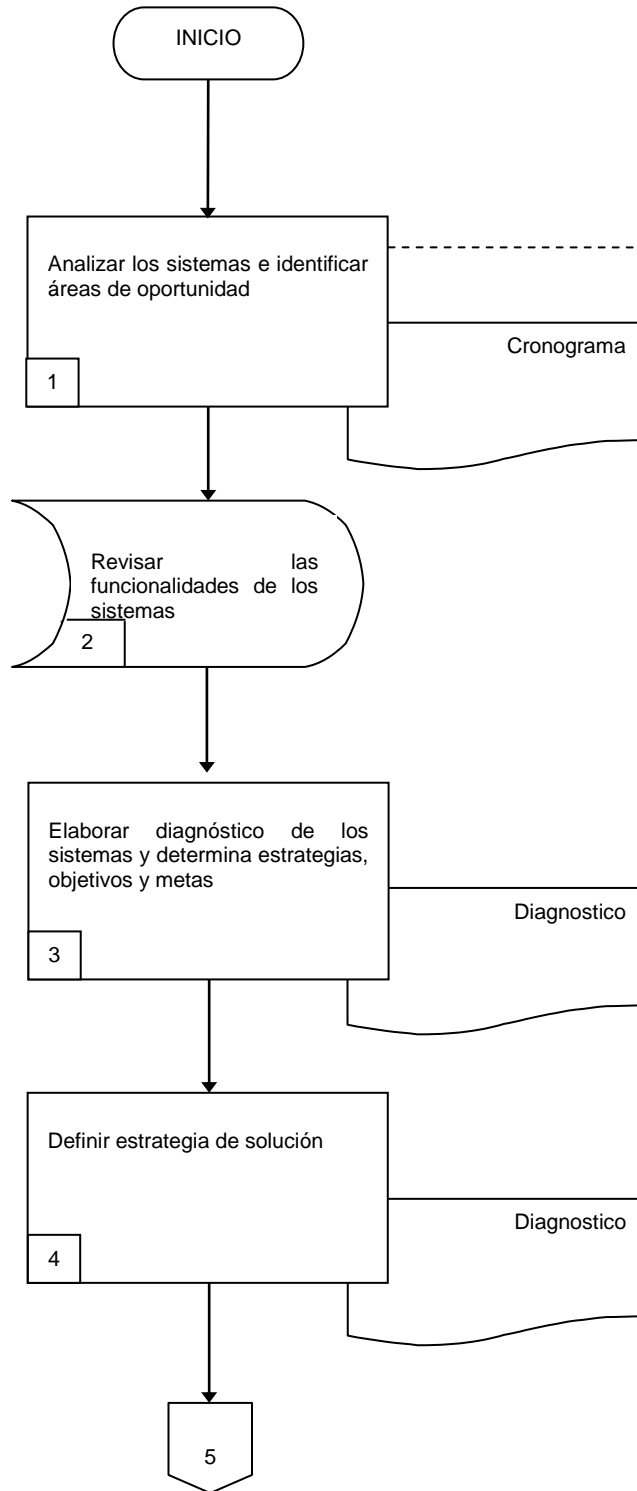 INICIO
Analizar los sistemas e identificar
áreas de oportunidad
Cronograma
1
Revisar las
funcionalidades de los
sistemas
2
Elaborar diagnóstico de los
sistemas y determina estrategias,
objetivos y metas
Diagnostico
3
Definir estrategia de solución
Diagnostico
4
5